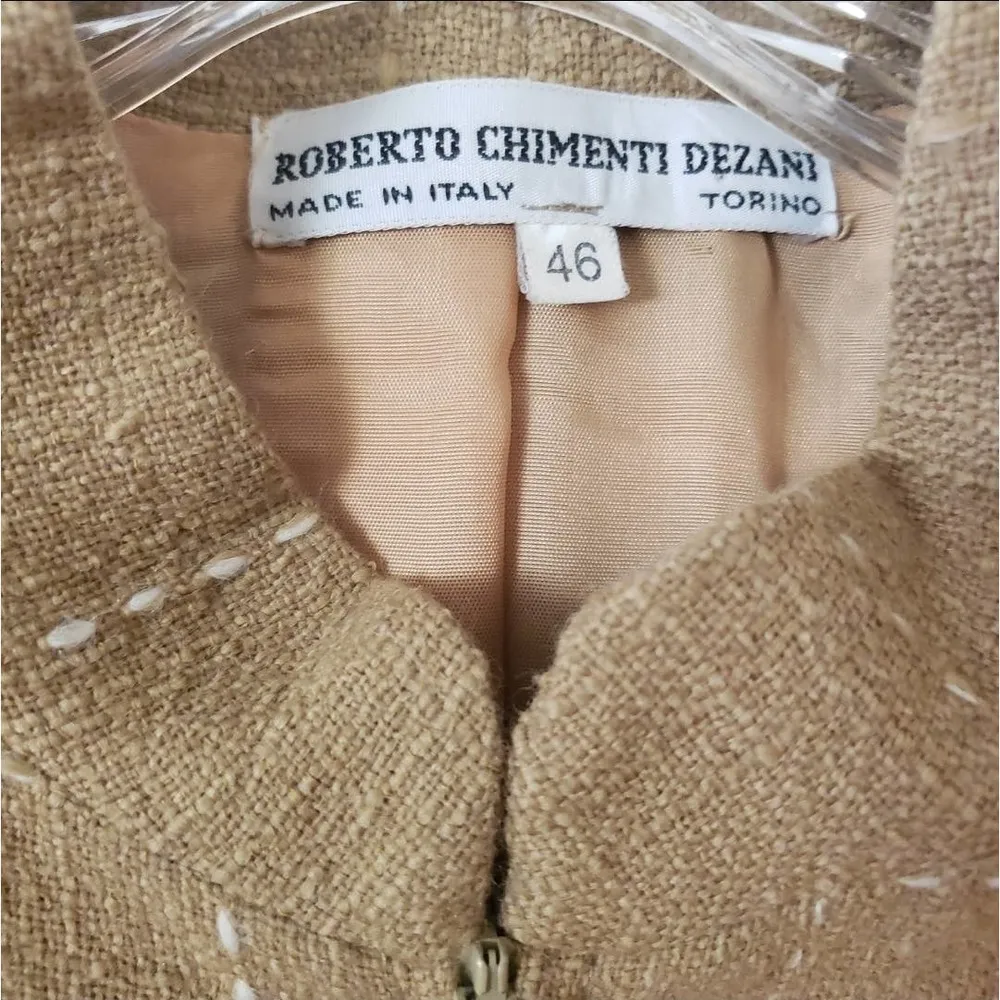 ROBERTO CHIMENTI DEZANI
MADE IN ITALY TORINO
46